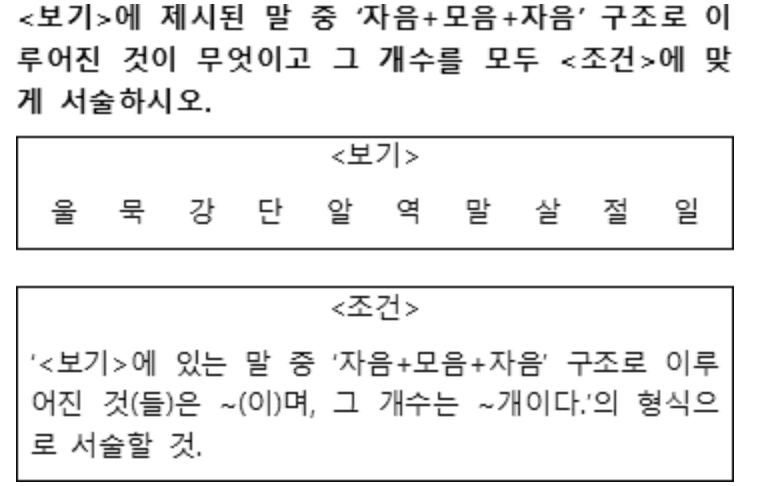 <보기>에 제시된 말 중 '자음+모음+자음' 구조로 이
루어진 것이 무엇이고 그 개수를 모두 <조건>에 맞
게 서술하시오.
<보기>
울 묵 강 단 알 역 말 살 절 일
<조건>
'<보기>에 있는 말 중 '자음+모음+자음' 구조로 이루
어진 것(들)은 ~(이)며, 그 개수는 ~개이다.'의 형식으
로 서술할 것.